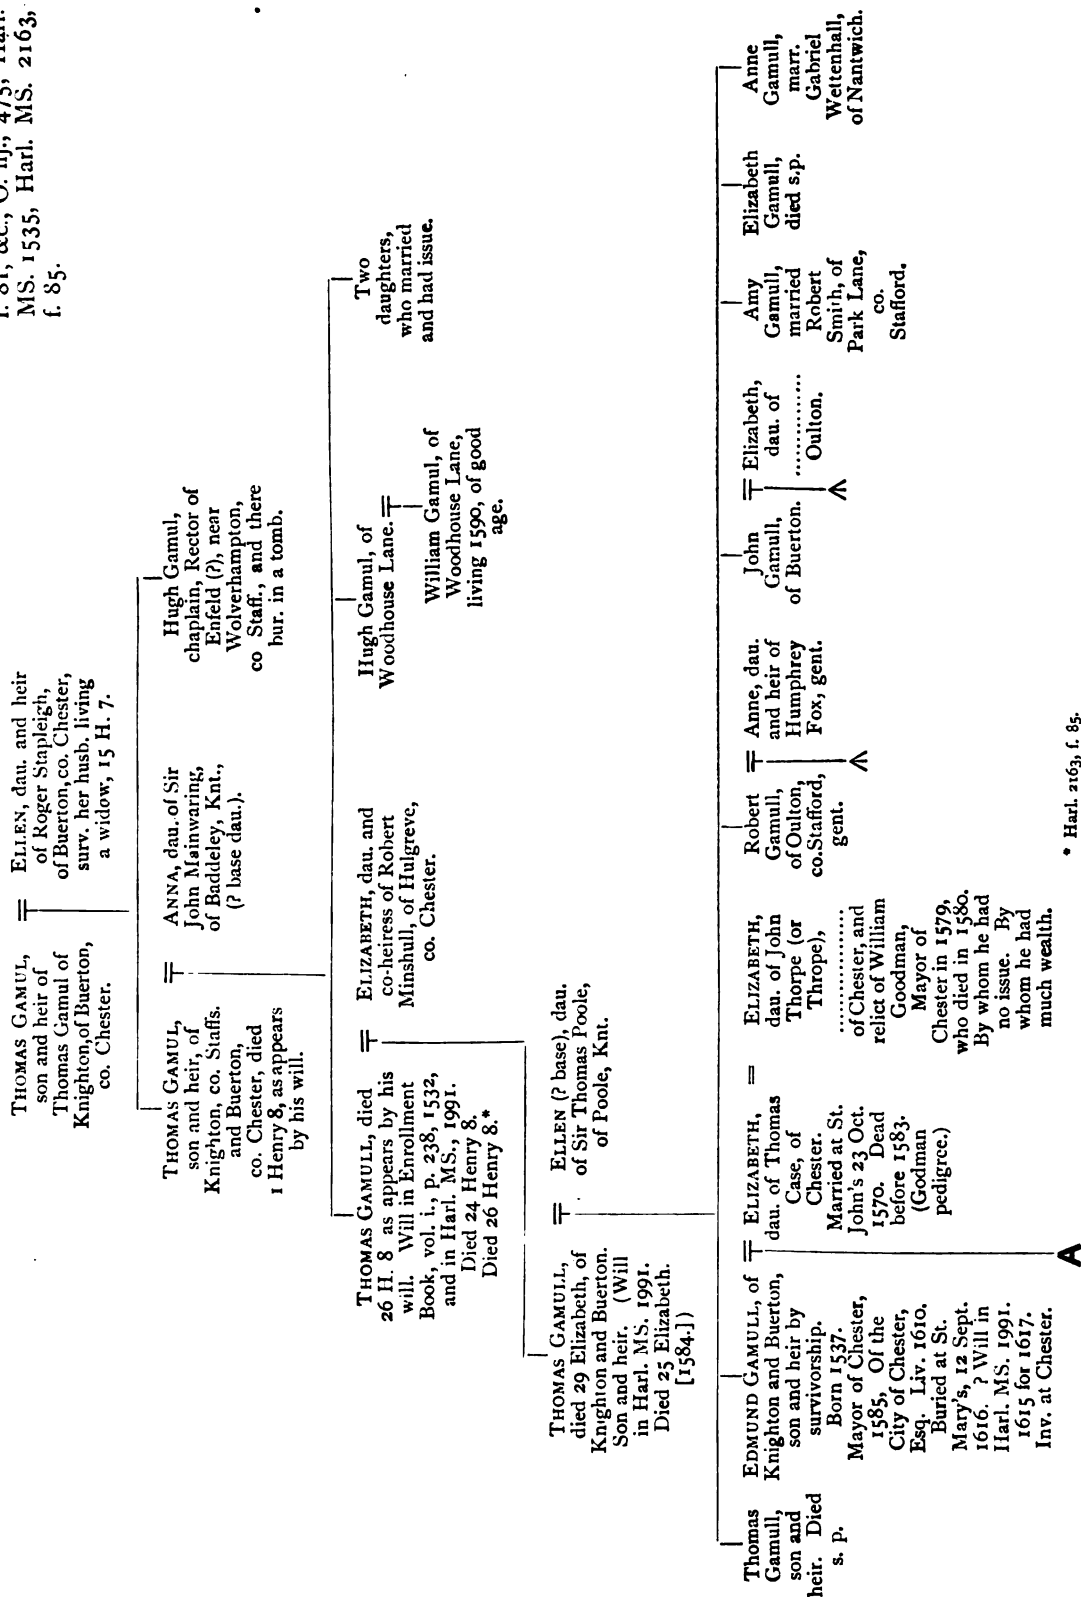 f. 81, &c., O. iij., 475, Harl.
MS. 1535, Harl. MS. 2163,
f. 85.
THOMAS GAMUL,
son and heir of
Thomas Gamul of
Knighton, of Buerton,
co. Chester.
ELLEN, dau. and heir
of Roger Stapleigh,
of Buerton, co. Chester,
surv. her husb. living
a widow, 15 H. 7.
THOMAS GAMUL,
son and heir, of
Knighton, co. Staffs.
and Buerton,
co. Chester, died
1 Henry 8, as appears
by his will.
ANNA, dau. of Sir
John Mainwaring,
of Baddeley, Knt.,
(? base dau.).
Hugh Gamul,
chaplain, Rector of
Enfeld (?), near
Wolverhampton,
co Staff., and there
bur. in a tomb.
THOMAS GAMULL, died
26 H. 8 as appears by his
will. Will in Enrollment
Book, vol. i., p. 238, 1532,
and in Harl. MS., 1991.
Died 24 Henry 8.
Died 26 Henry 8.*
ELIZABETH, dau. and
co-heiress of Robert
Minshull, of Hulgreve,
co. Chester.
Hugh Gamul, of
Woodhouse Lane.
William Gamul, of
Woodhouse Lane,
living 1590, of good
age.
Two
daughters,
who married
and had issue.
THOMAS GAMULL,
died 29 Elizabeth, of
Knighton and Buerton.
Son and heir. (Will
in Harl. MS. 1991.
Died 25 Elizabeth.
[1584.])
ELLEN (? base), dau.
of Sir Thomas Poole,
of Poole, Knt.
Thomas
Gamull,
son and
heir. Died
s. p.
EDMUND GAMULL, of
Knighton and Buerton,
son and heir by
survivorship.
Born 1537.
Mayor of Chester,
1585, Of the
City of Chester,
Esq. Liv. 1610.
Buried at St.
Mary's, 12 Sept.
1616. ? Will in
Harl. MS. 1991.
1615 for 1617.
Inv. at Chester.
ELIZABETH,
dau. of Thomas
Case, of
Chester.
Married at St.
John's 23 Oct.
1570. Dead
before 1583.
(Godman
pedigree.)
A
ELIZABETH,
dau. of John
Thorpe (or
Thrope),
................
of Chester, and
relict of William
Goodman,
Mayor of
Chester in 1579,
who died in 1580.
By whom he had
no issue. By
whom he had
much wealth.
Robert
Gamull,
of Oulton,
co. Stafford,
gent.
Anne, dau.
and heir of
Humphrey
Fox, gent.
John
Gamull,
of Buerton.
Elizabeth,
dau. of
............
Oulton.
Amy
Gamull,
married
Robert
Smith, of
Park Lane,
co.
Stafford.
Elizabeth
Gamull,
died s.p.
Anne
Gamull,
marr.
Gabriel
Wettenhall,
of Nantwich.
* Harl. 2163, f. 85.